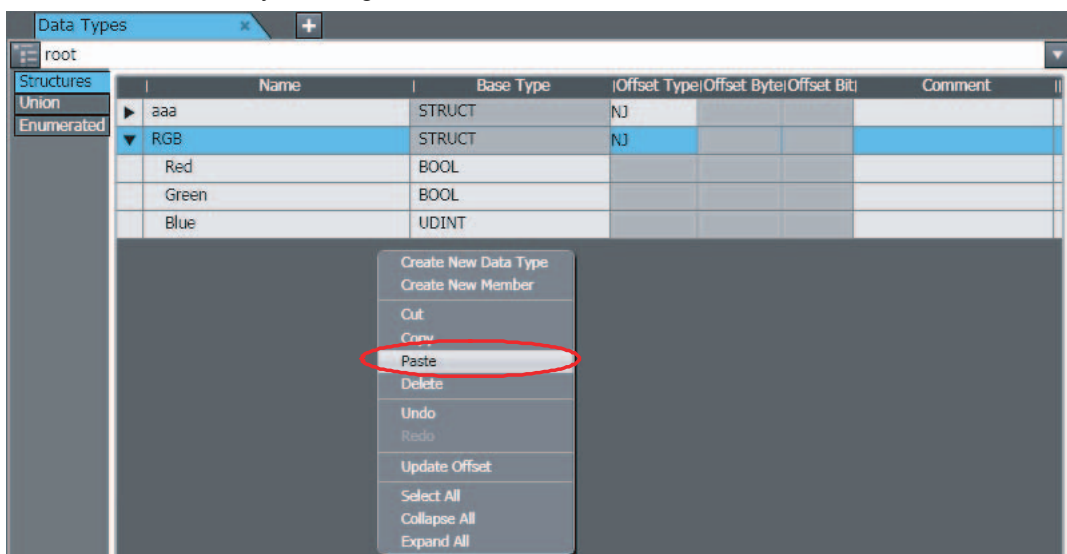 Data Types × +
root
Structures
Union
Enumerated
Name Base Type Offset Type Offset Byte Offset Bit Comment
aaa STRUCT NJ
RGB STRUCT NJ
Red BOOL
Green BOOL
Blue UDINT
Create New Data Type
Create New Member
Cut
Copy
Paste
Delete
Undo
Redo
Update Offset
Select All
Collapse All
Expand All